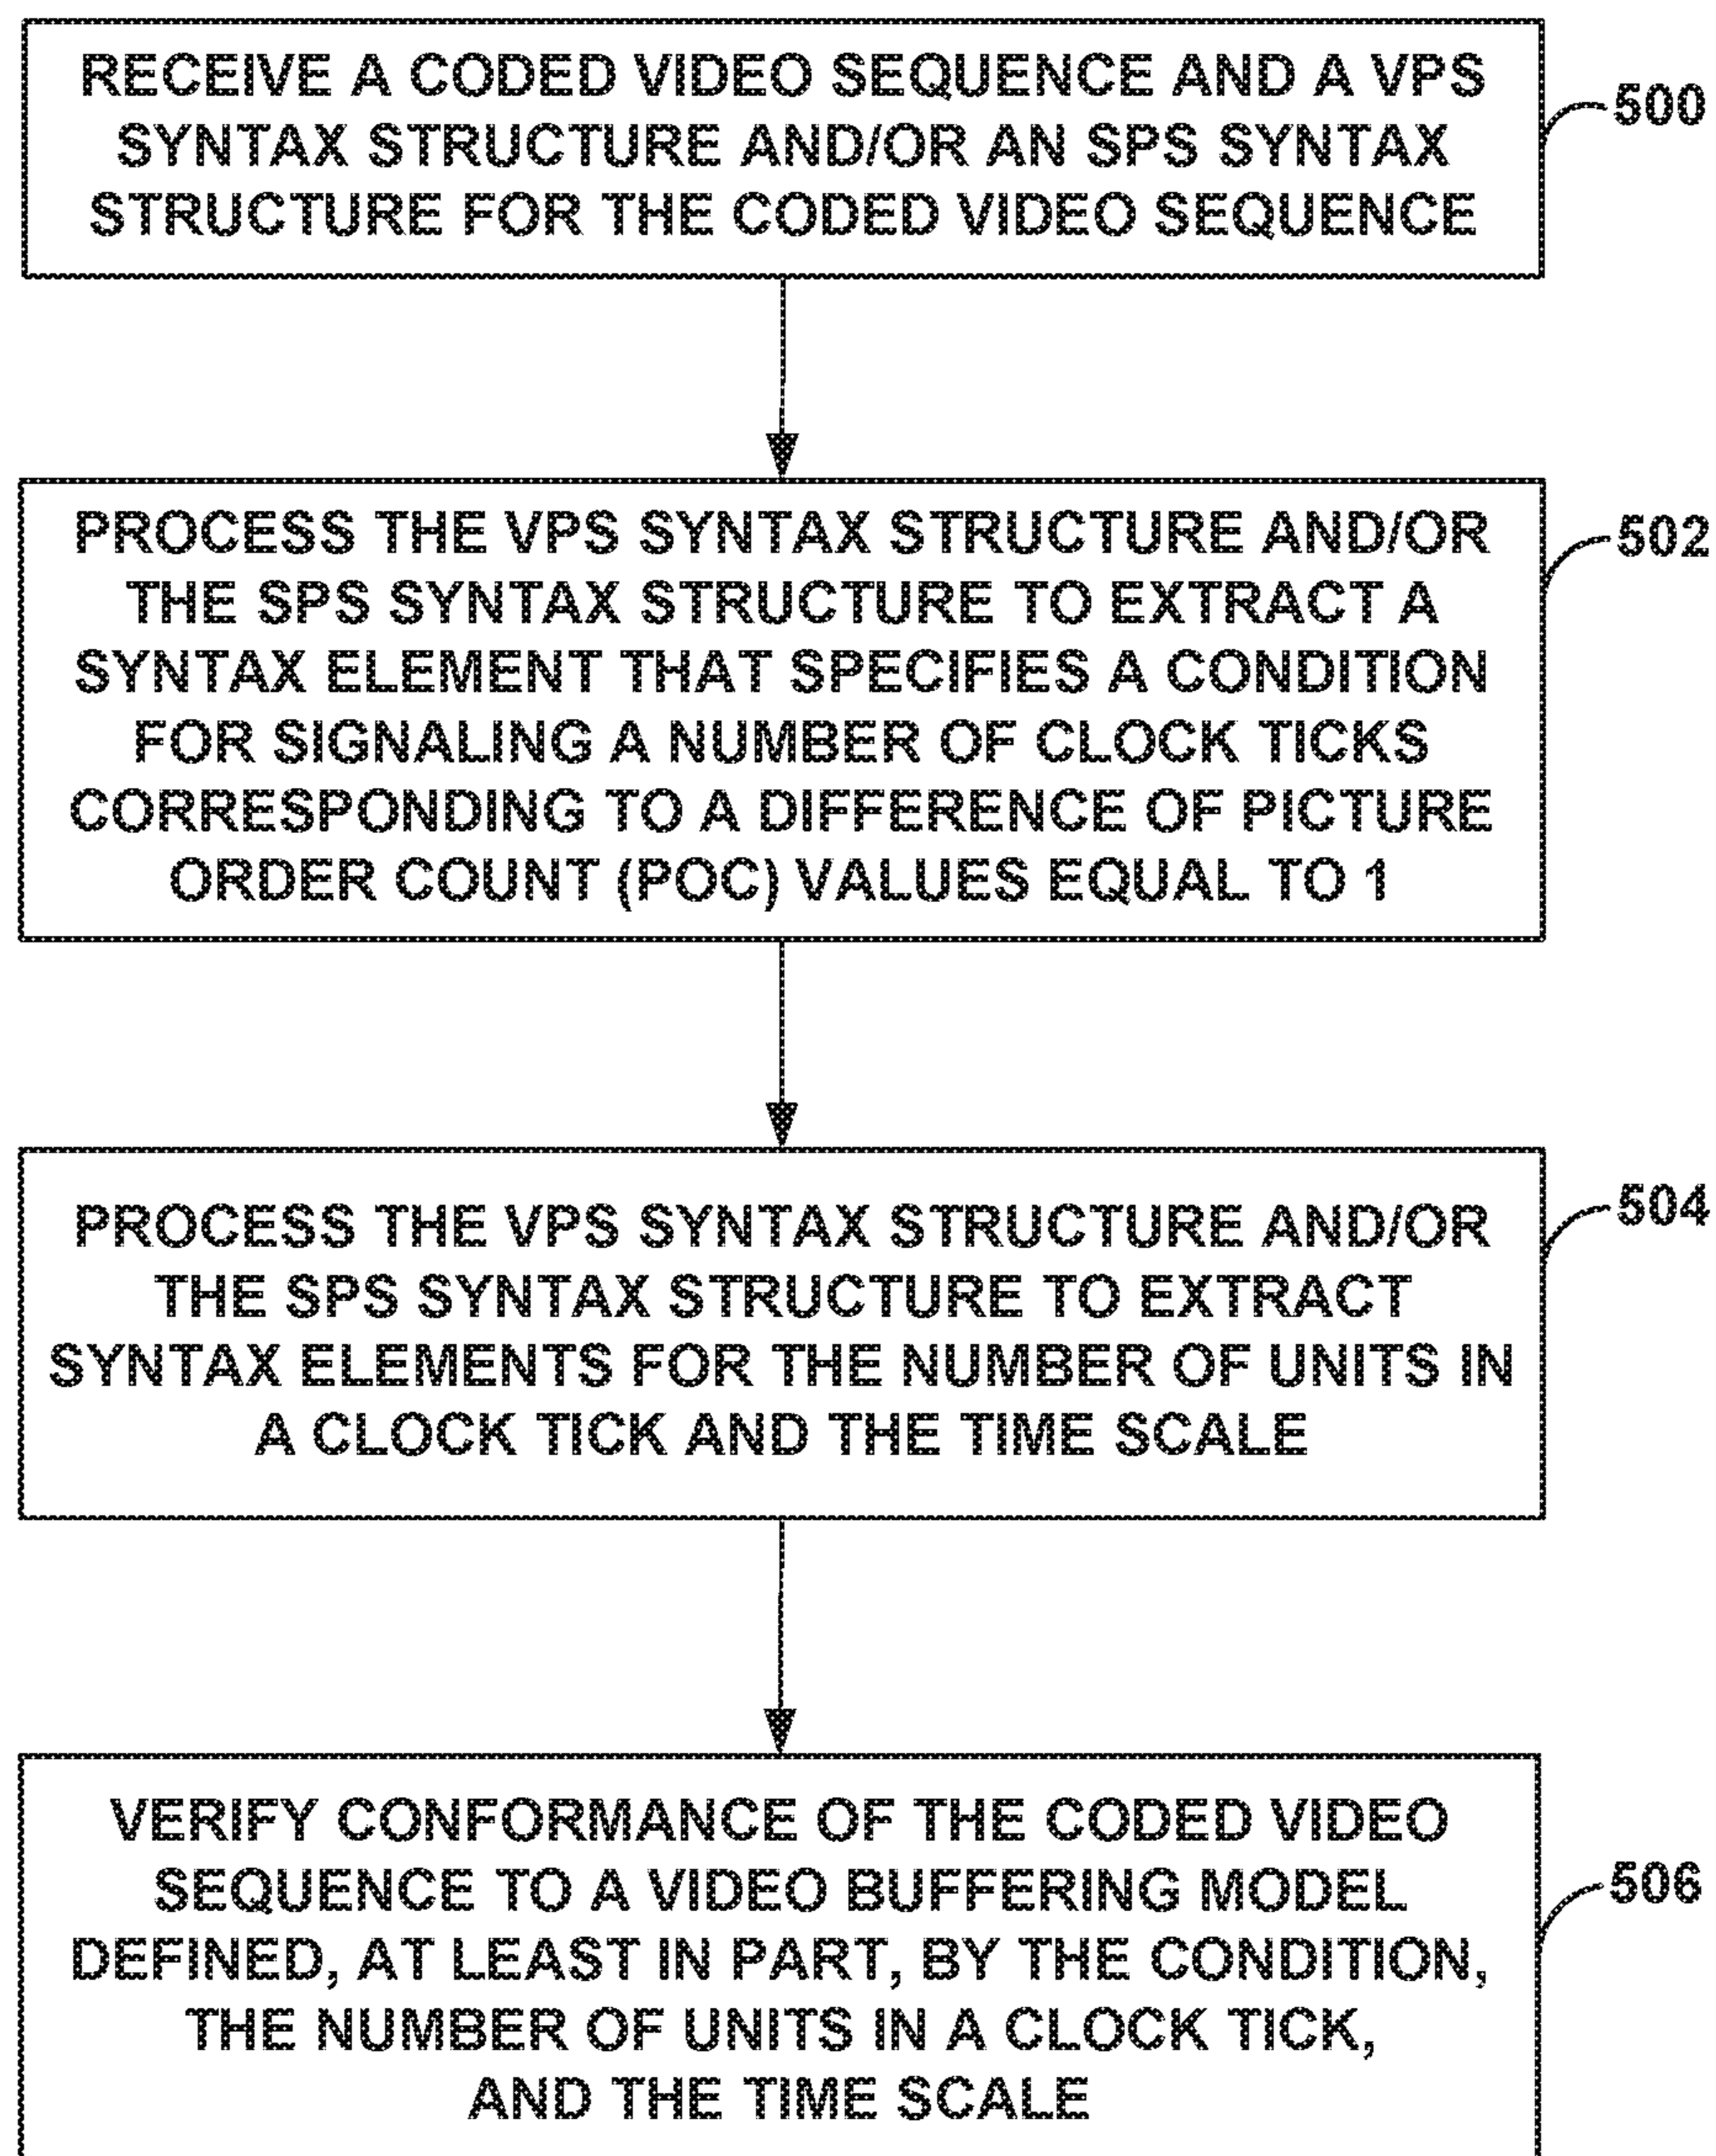 RECEIVE A CODED VIDEO SEQUENCE AND A VPS
SYNTAX STRUCTURE AND/OR AN SPS SYNTAX
STRUCTURE FOR THE CODED VIDEO SEQUENCE
500
PROCESS THE VPS SYNTAX STRUCTURE AND/OR
THE SPS SYNTAX STRUCTURE TO EXTRACT A
SYNTAX ELEMENT THAT SPECIFIES A CONDITION
FOR SIGNALING A NUMBER OF CLOCK TICKS
CORRESPONDING TO A DIFFERENCE OF PICTURE
ORDER COUNT (POC) VALUES EQUAL TO 1
502
PROCESS THE VPS SYNTAX STRUCTURE AND/OR
THE SPS SYNTAX STRUCTURE TO EXTRACT
SYNTAX ELEMENTS FOR THE NUMBER OF UNITS IN
A CLOCK TICK AND THE TIME SCALE
504
VERIFY CONFORMANCE OF THE CODED VIDEO
SEQUENCE TO A VIDEO BUFFERING MODEL
DEFINED, AT LEAST IN PART, BY THE CONDITION,
THE NUMBER OF UNITS IN A CLOCK TICK,
AND THE TIME SCALE
506